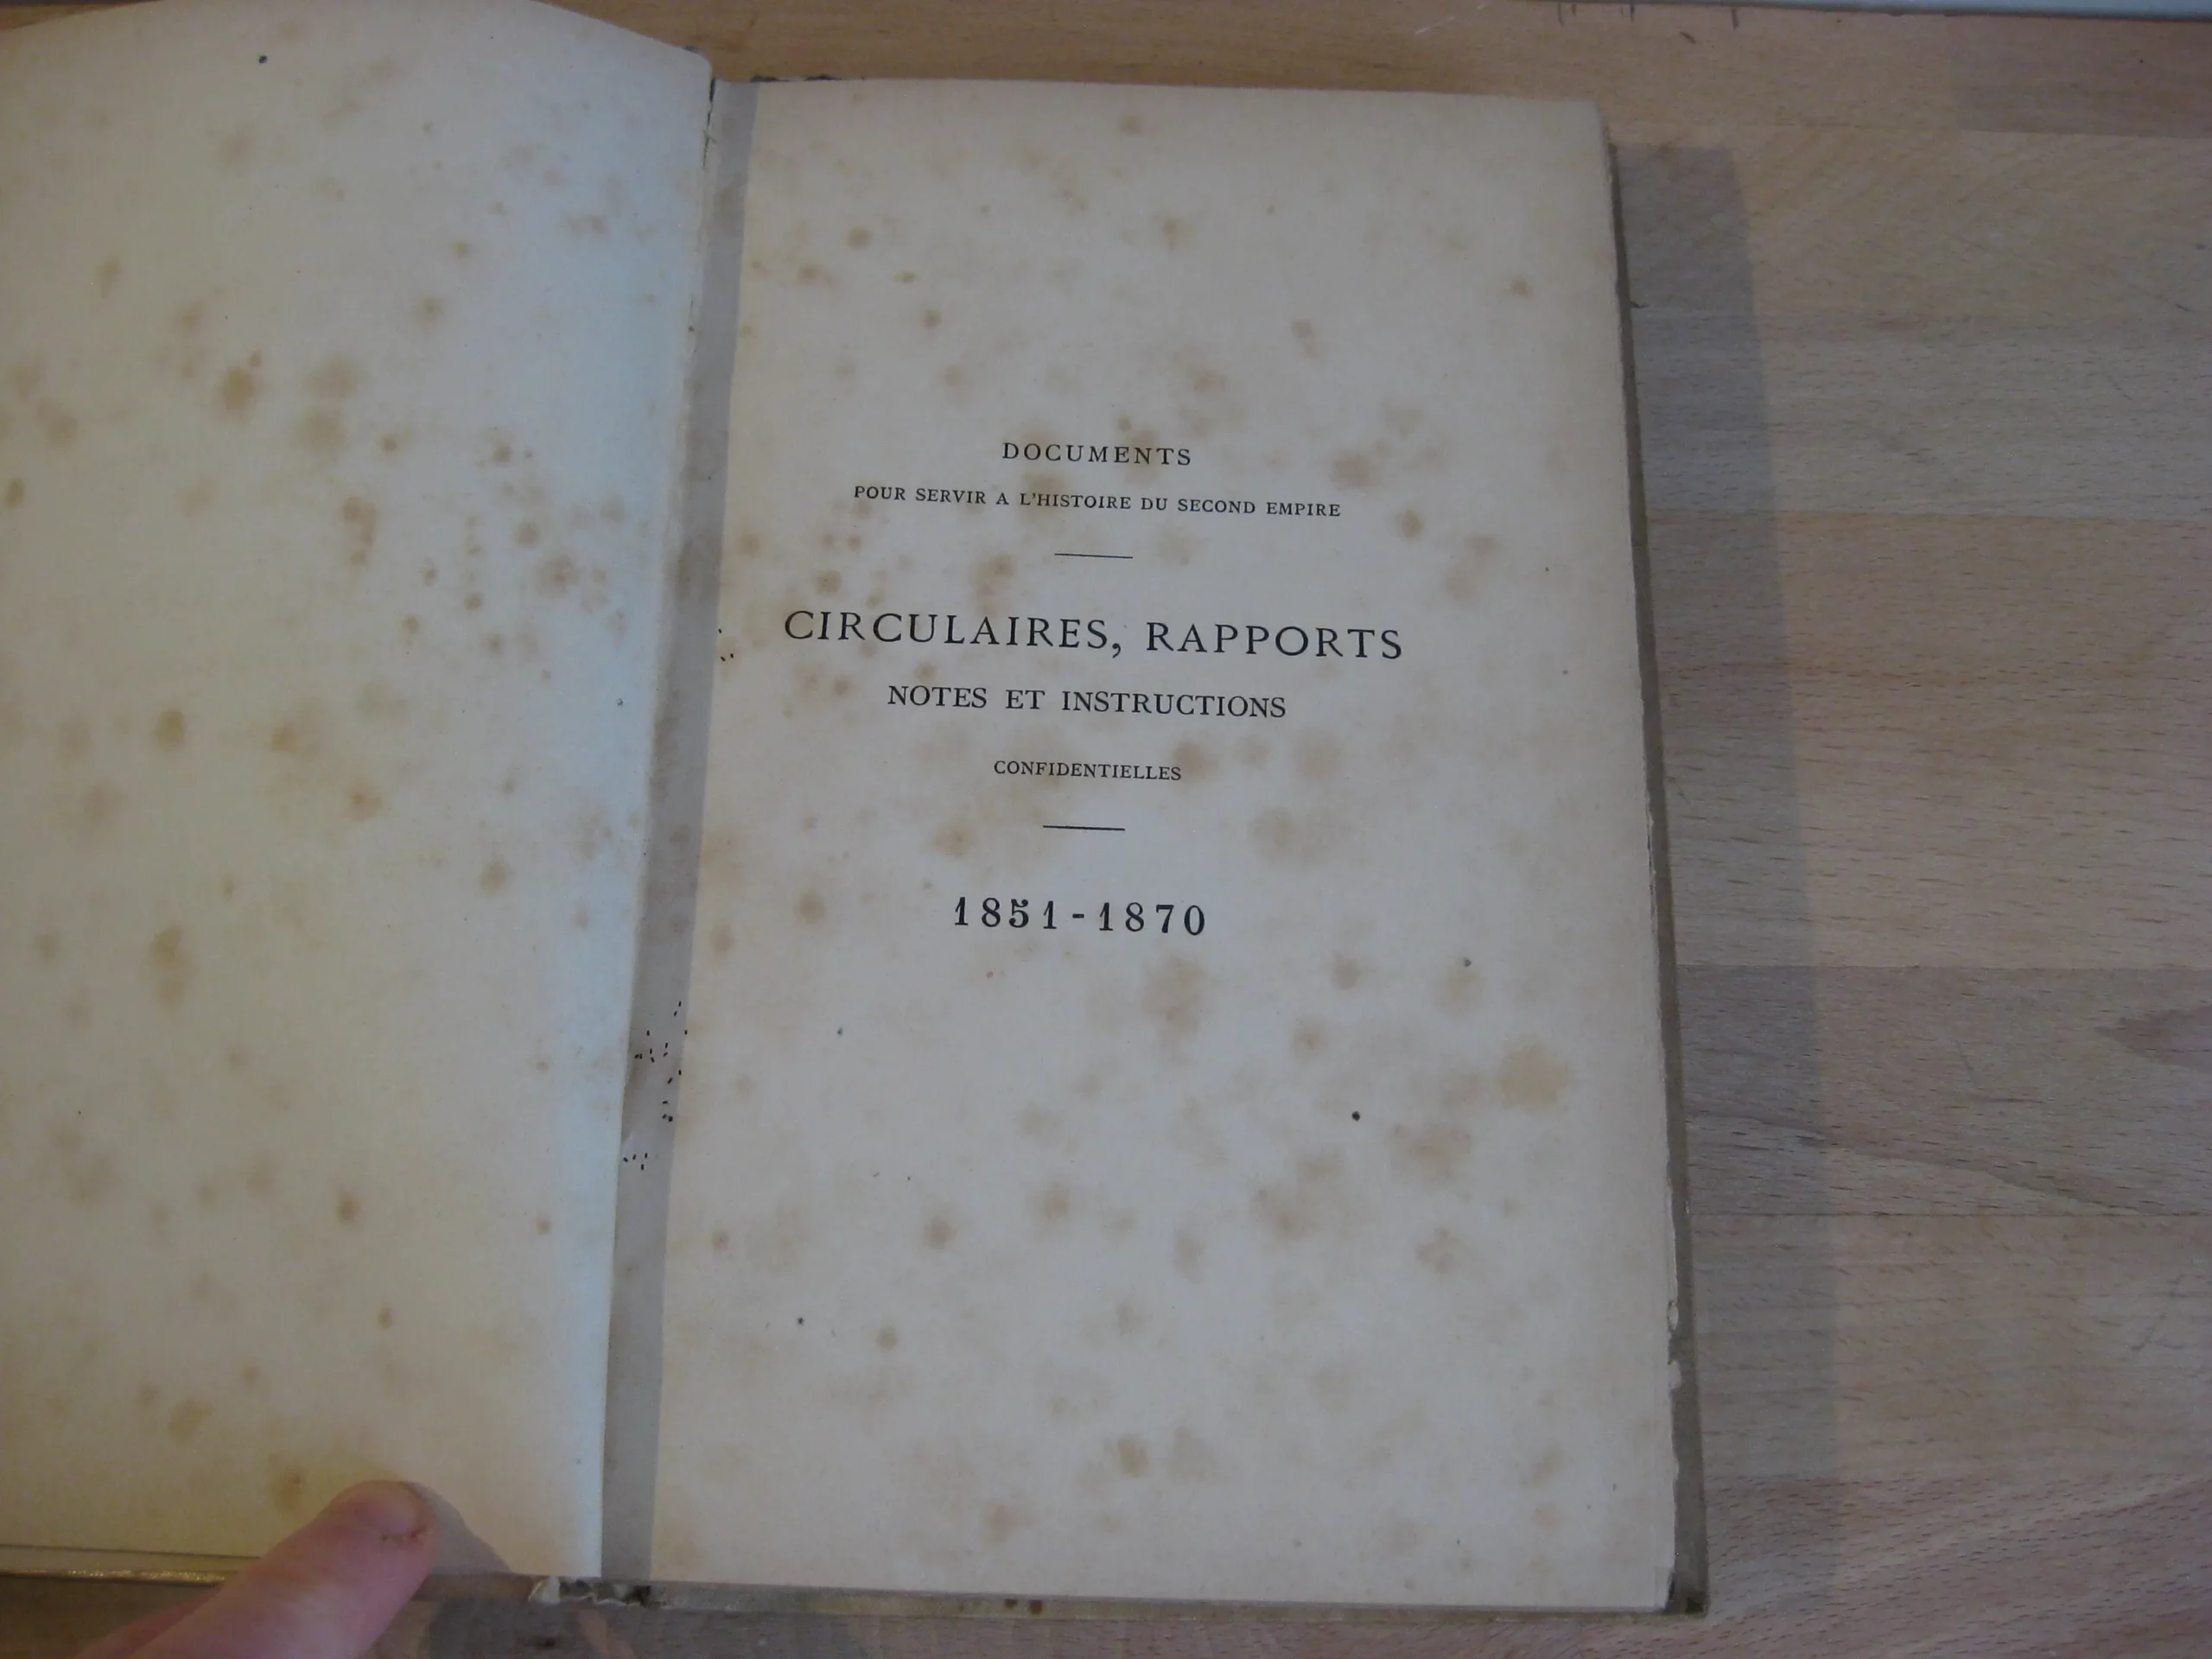 DOCUMENTS
POUR SERVIR A L'HISTOIRE DU SECOND EMPIRE
CIRCULAIRES, RAPPORTS
NOTES ET INSTRUCTIONS
CONFIDENTIELLES
1851-1870